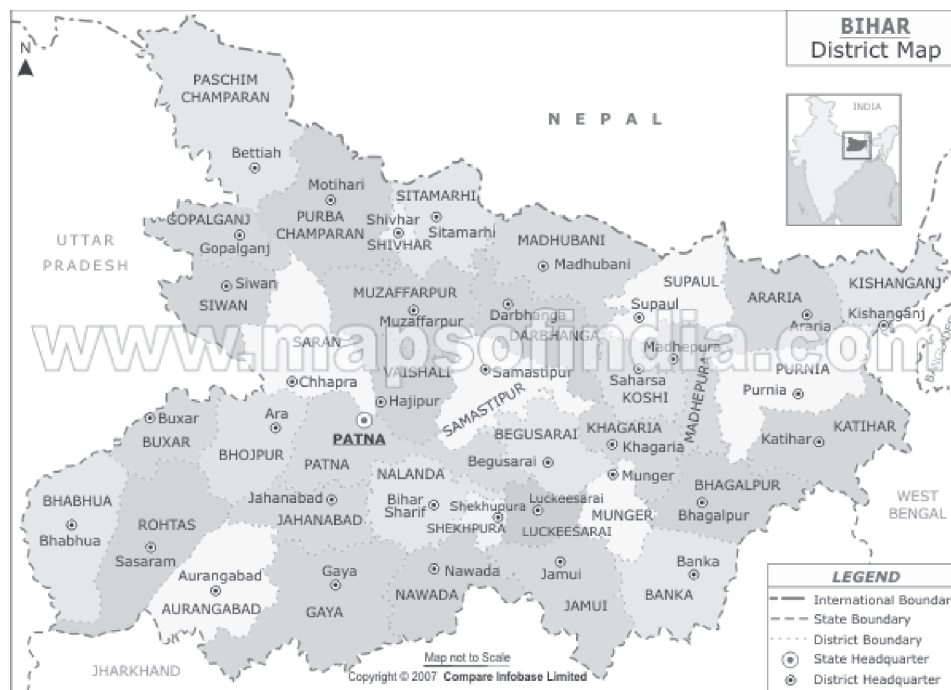 BIHAR
District Map
N
INDIA
NEPAL
PASCHIM
CHAMPARAN
Bettiah
Motihari
PURBA
CHAMPARAN
SITAMARHI
Sitamarhi
Shivhar
SHIVHAR
GOPALGANJ
Gopalganj
UTTAR
PRADESH
Siwan
SIWAN
MADHUBANI
Madhubani
SUPAUL
Supaul
ARARIA
Araria
KISHANGANJ
Kishanganj
MUZAFFARPUR
Muzaffarpur
Darbhanga
DARBHANGA
www.mapsofindia.com
SARAN
Chhapra
VAISHALI
Hajipur
Samastipur
SAMASTIPUR
Madhepura
MADHEPURA
Saharsa
KOSHI
PURNIA
Purnia
Buxar
BUXAR
Ara
BHOJPUR
PATNA
PATNA
BEGUSARAI
Begusarai
KHAGARIA
Khagaria
KATIHAR
Katihar
NALANDA
Bihar
Sharif
Munger
MUNGER
BHAGALPUR
Bhagalpur
WEST
BENGAL
BHABHUA
Bhabhua
ROHTAS
Sasaram
Jahanabad
JAHANABAD
Shekhupura
SHEKHPURA
Luckeesarai
LUCKEESARAI
Aurangabad
AURANGABAD
Gaya
GAYA
Nawada
NAWADA
Jamui
JAMUI
Banka
BANKA
JHARKHAND
Map not to Scale
Copyright © 2007 Compare Infobase Limited
LEGEND
International Boundar
State Boundary
District Boundary
State Headquarter
District Headquarter